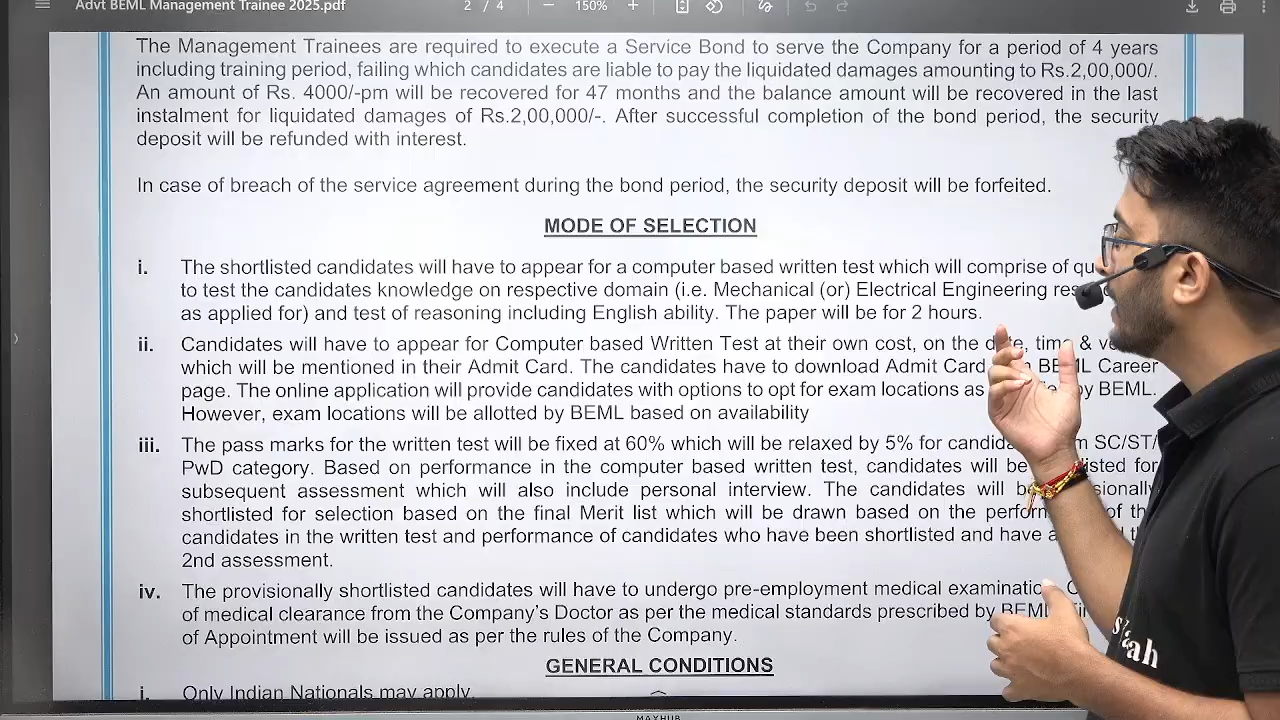 Advt BEML Management Trainee 2025.pdf
2 / 4
150%
The Management Trainees are required to execute a Service Bond to serve the Company for a period of 4 years
including training period, failing which candidates are liable to pay the liquidated damages amounting to Rs.2,00,000/.
An amount of Rs. 4000/-pm will be recovered for 47 months and the balance amount will be recovered in the last
instalment for liquidated damages of Rs.2,00,000/-. After successful completion of the bond period, the security
deposit will be refunded with interest.
In case of breach of the service agreement during the bond period, the security deposit will be forfeited.
MODE OF SELECTION
i. The shortlisted candidates will have to appear for a computer based written test which will comprise of
to test the candidates knowledge on respective domain (i.e. Mechanical (or) Electrical Engineering
as applied for) and test of reasoning including English ability. The paper will be for 2 hours.
ii. Candidates will have to appear for Computer based Written Test at their own cost, on the &
which will be mentioned in their Admit Card. The candidates have to download Admit Card Career
page. The online application will provide candidates with options to opt for exam locations as by BEML.
However, exam locations will be allotted by BEML based on availability
iii. The pass marks for the written test will be fixed at 60% which will be relaxed by 5% for SC/ST/
PwD category. Based on performance in the computer based written test, candidates will be for
subsequent assessment which will also include personal interview. The candidates will
shortlisted for selection based on the final Merit list which will be drawn based on the of
candidates in the written test and performance of candidates who have been shortlisted and have
2nd assessment.
iv. The provisionally shortlisted candidates will have to undergo pre-employment medical
of medical clearance from the Company's Doctor as per the medical standards prescribed by BEML
of Appointment will be issued as per the rules of the Company.
GENERAL CONDITIONS
i. Only Indian Nationals may apply.
MAXHUB